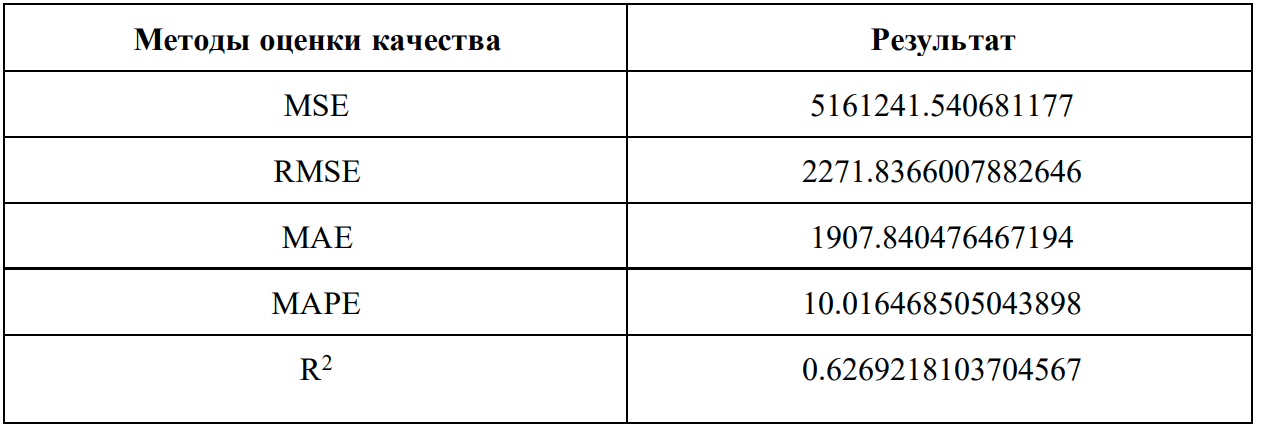 Методы оценки качества Результат
MSE 5161241.540681177
RMSE 2271.8366007882646
MAE 1907.840476467194
MAPE 10.016468505043898
R² 0.6269218103704567